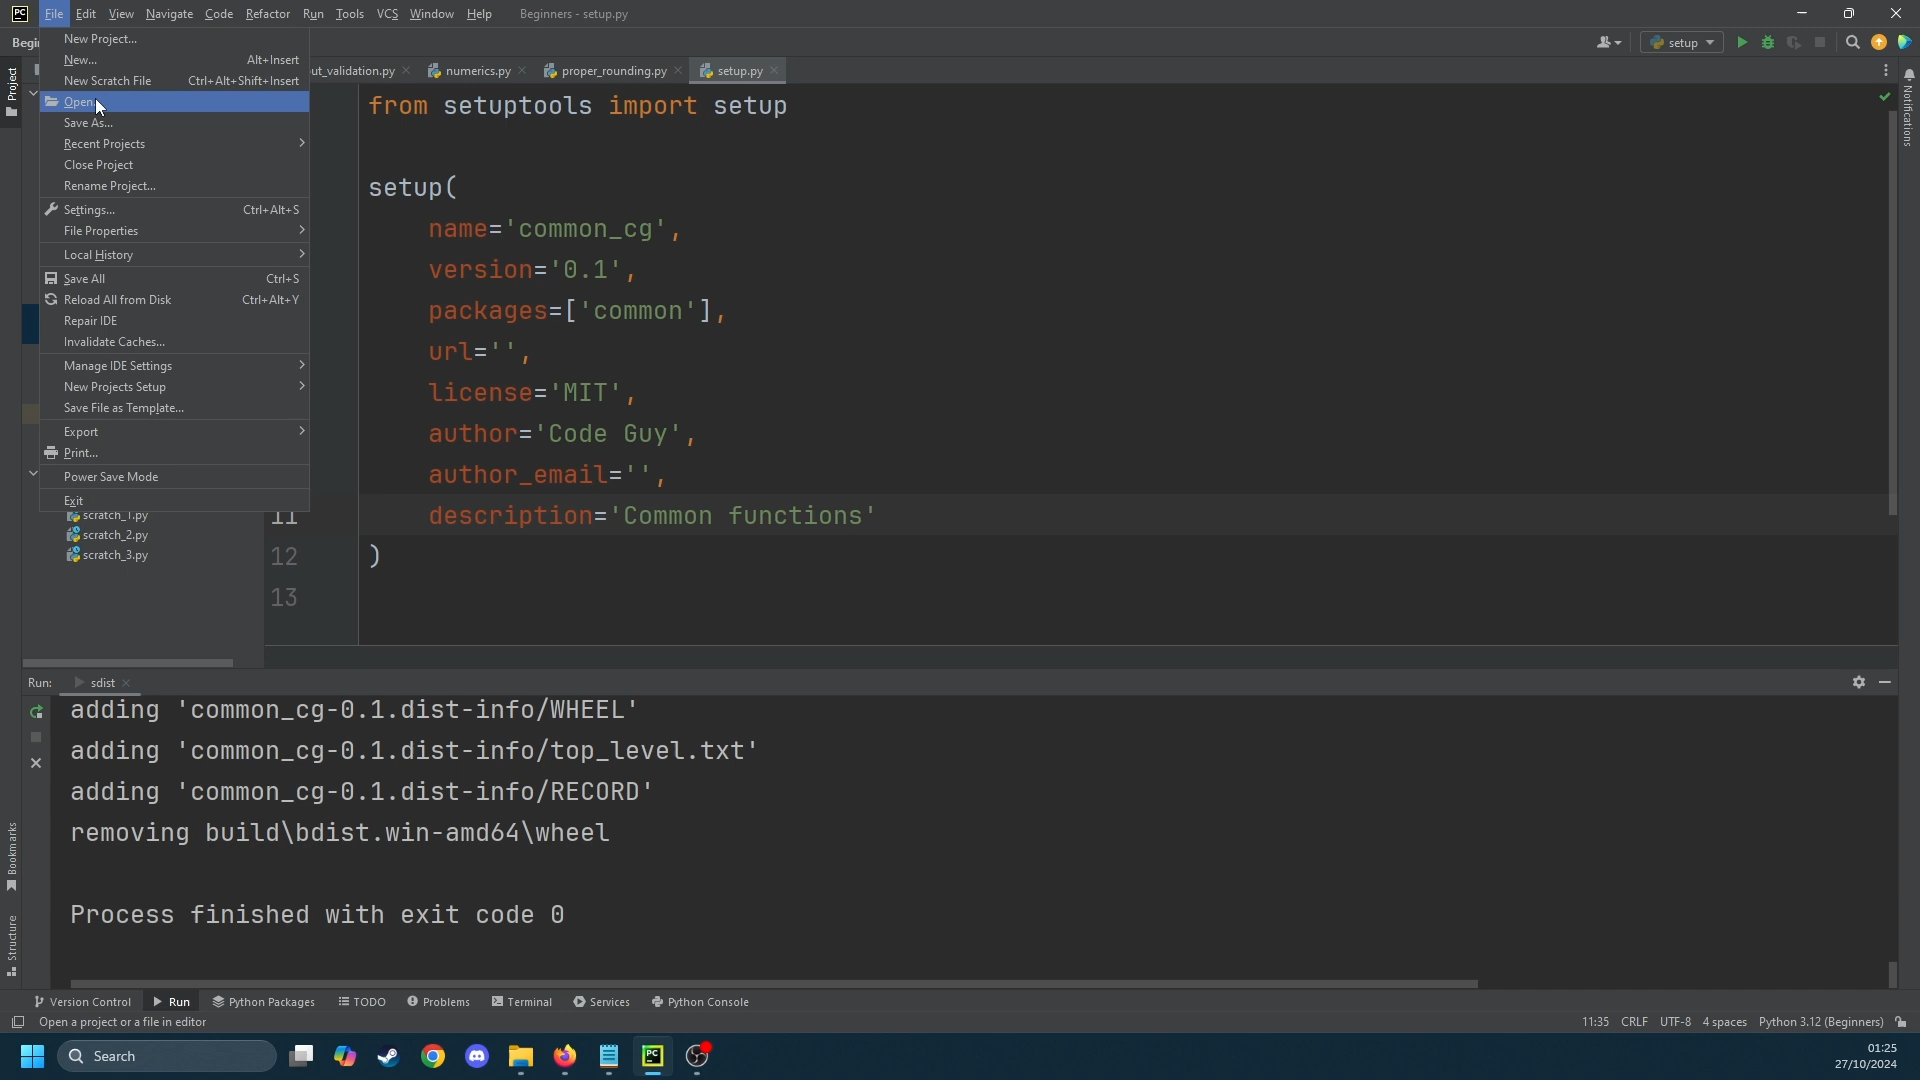 PC File Edit View Navigate Code Refactor Run Tools VCS Window Help Beginners - setup.py
setup
New Project...
New... Alt+Insert
New Scratch File Ctrl+Alt+Shift+Insert
Open...
Save As...
Recent Projects
Close Project
Rename Project...
Settings... Ctrl+Alt+S
File Properties
Local History
Save All Ctrl+S
Reload All from Disk Ctrl+Alt+Y
Repair IDE
Invalidate Caches...
Manage IDE Settings
New Projects Setup
Save File as Template...
Export
Print...
Power Save Mode
Exit
scratch_1.py
scratch_2.py
scratch_3.py
ut_validation.py numerics.py proper_rounding.py setup.py
from setuptools import setup
setup(
name='common_cg',
version='0.1',
packages=['common'],
url='',
license='MIT',
author='Code Guy',
author_email='',
11 description='Common functions'
12 )
13
Project
Bookmarks
Structure
Notifications
Run: sdist
adding 'common_cg-0.1.dist-info/WHEEL'
adding 'common_cg-0.1.dist-info/top_level.txt'
adding 'common_cg-0.1.dist-info/RECORD'
removing build\bdist.win-amd64\wheel
Process finished with exit code 0
Version Control Run Python Packages TODO Problems Terminal Services Python Console
Open a project or a file in editor 11:35 CRLF UTF-8 4 spaces Python 3.12 (Beginners)
Search PC
01:25
27/10/2024